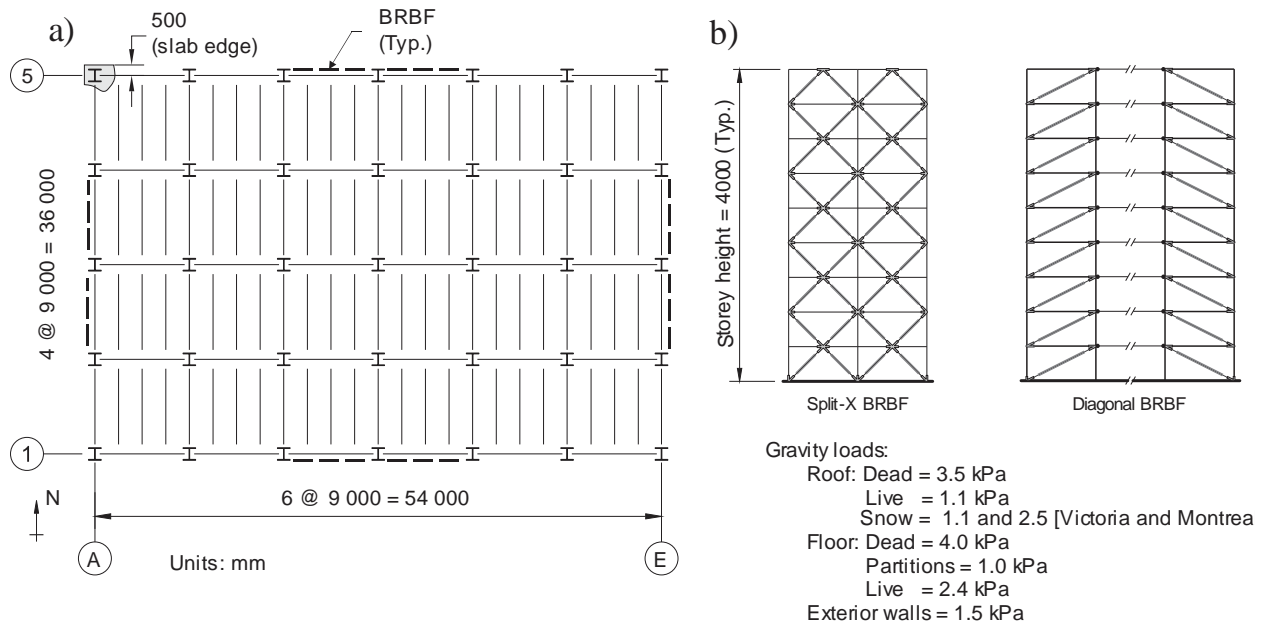 a)
500
(slab edge)
BRBF
(Typ.)
5
4 @ 9 000 = 36 000
1
N
6 @ 9 000 = 54 000
A
E
Units: mm
b)
Storey height = 4000 (Typ.)
Split-X BRBF
Diagonal BRBF
Gravity loads:
Roof: Dead = 3.5 kPa
Live = 1.1 kPa
Snow = 1.1 and 2.5 [Victoria and Montrea
Floor: Dead = 4.0 kPa
Partitions = 1.0 kPa
Live = 2.4 kPa
Exterior walls = 1.5 kPa